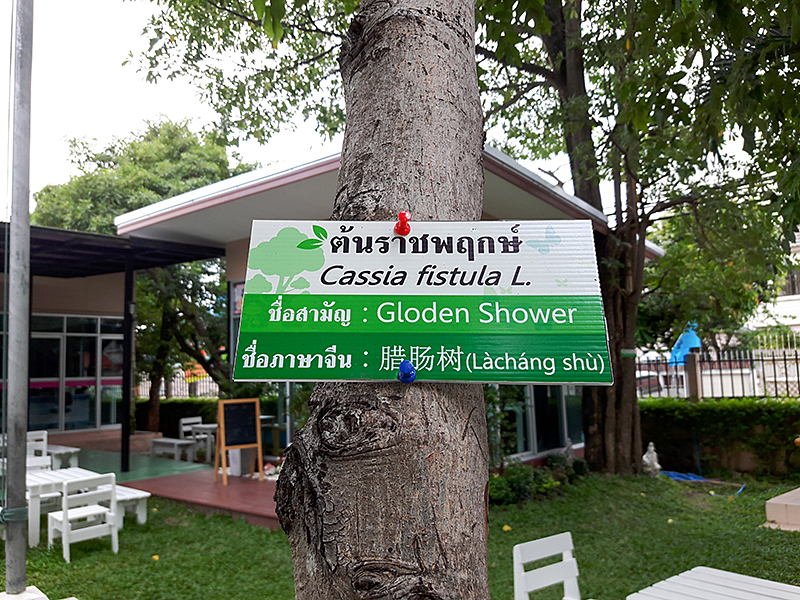 ต้นราชพฤกษ์
Cassia fistula L.
ชื่อสามัญ : Gloden Shower
ชื่อภาษาจีน : 腊肠树(Làcháng shù)